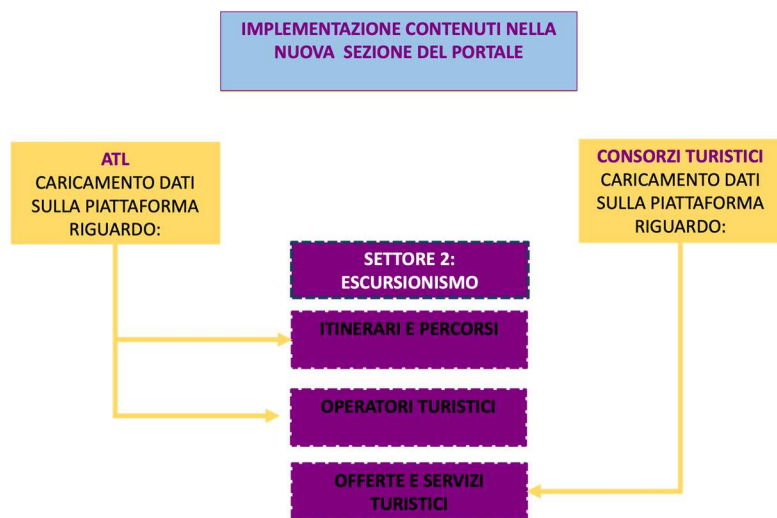 IMPLEMENTAZIONE CONTENUTI NELLA
NUOVA SEZIONE DEL PORTALE
ATL
CARICAMENTO DATI
SULLA PIATTAFORMA
RIGUARDO:
CONSORZI TURISTICI
CARICAMENTO DATI
SULLA PIATTAFORMA
RIGUARDO:
SETTORE 2:
ESCURSIONISMO
ITINERARI E PERCORSI
OPERATORI TURISTICI
OFFERTE E SERVIZI
TURISTICI